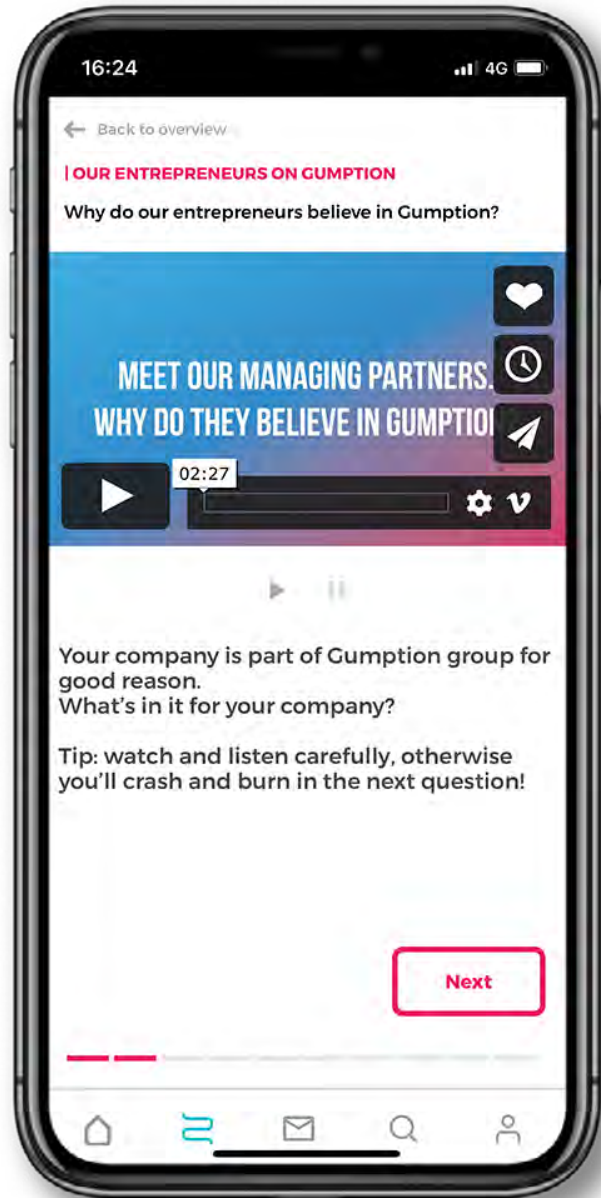 16:24
4G
Back to overview
| OUR ENTREPRENEURS ON GUMPTION
Why do our entrepreneurs believe in Gumption?
MEET OUR MANAGING PARTNERS.
WHY DO THEY BELIEVE IN GUMPTIO
02:27
Your company is part of Gumption group for
good reason.
What's in it for your company?
Tip: watch and listen carefully, otherwise
you'll crash and burn in the next question!
Next